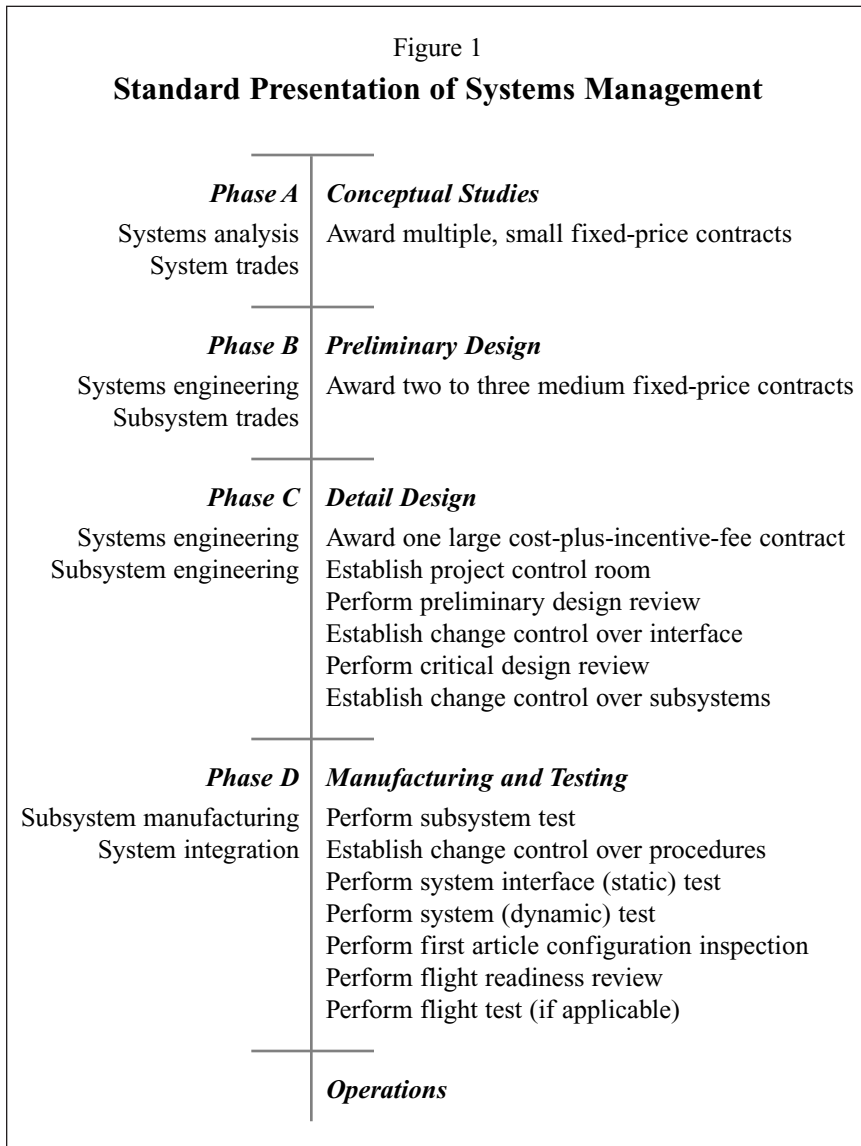 Figure 1
Standard Presentation of Systems Management
Phase A
Conceptual Studies
Systems analysis
Award multiple, small fixed-price contracts
System trades
Phase B
Preliminary Design
Systems engineering
Award two to three medium fixed-price contracts
Subsystem trades
Phase C
Detail Design
Systems engineering
Award one large cost-plus-incentive-fee contract
Subsystem engineering
Establish project control room
Perform preliminary design review
Establish change control over interface
Perform critical design review
Establish change control over subsystems
Phase D
Manufacturing and Testing
Subsystem manufacturing
Perform subsystem test
System integration
Establish change control over procedures
Perform system interface (static) test
Perform system (dynamic) test
Perform first article configuration inspection
Perform flight readiness review
Perform flight test (if applicable)
Operations